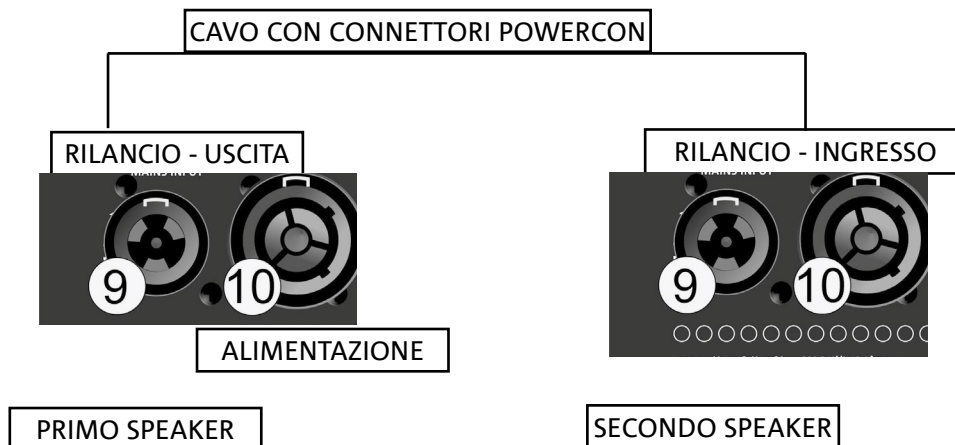 CAVO CON CONNETTORI POWERCON
RILANCIO - USCITA
RILANCIO - INGRESSO
MAINS INPUT
MAINS INPUT
9
10
9
10
ALIMENTAZIONE
PRIMO SPEAKER
SECONDO SPEAKER